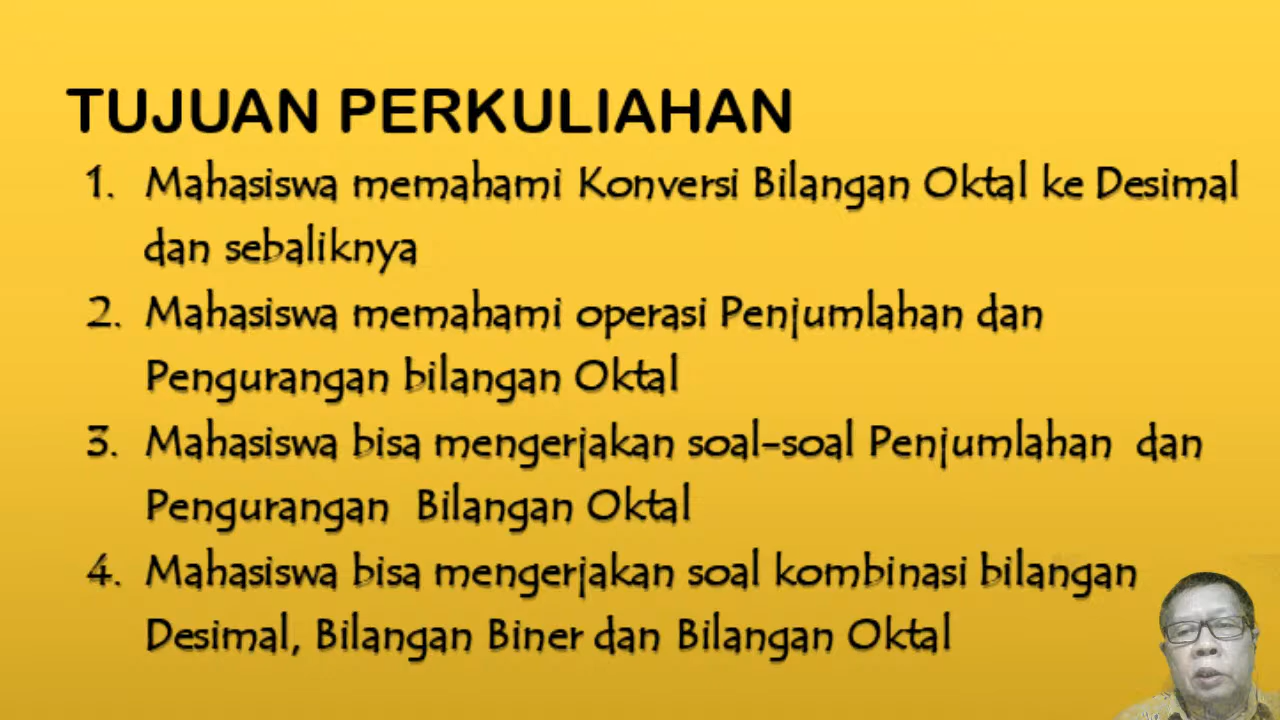 TUJUAN PERKULIAHAN
1. Mahasiswa memahami Konversi Bilangan Oktal ke Desimal
dan sebaliknya
2. Mahasiswa memahami operasi Penjumlahan dan
Pengurangan bilangan Oktal
3. Mahasiswa bisa mengerjakan soal-soal Penjumlahan dan
Pengurangan Bilangan Oktal
4. Mahasiswa bisa mengerjakan soal kombinasi bilangan
Desimal, Bilangan Biner dan Bilangan Oktal